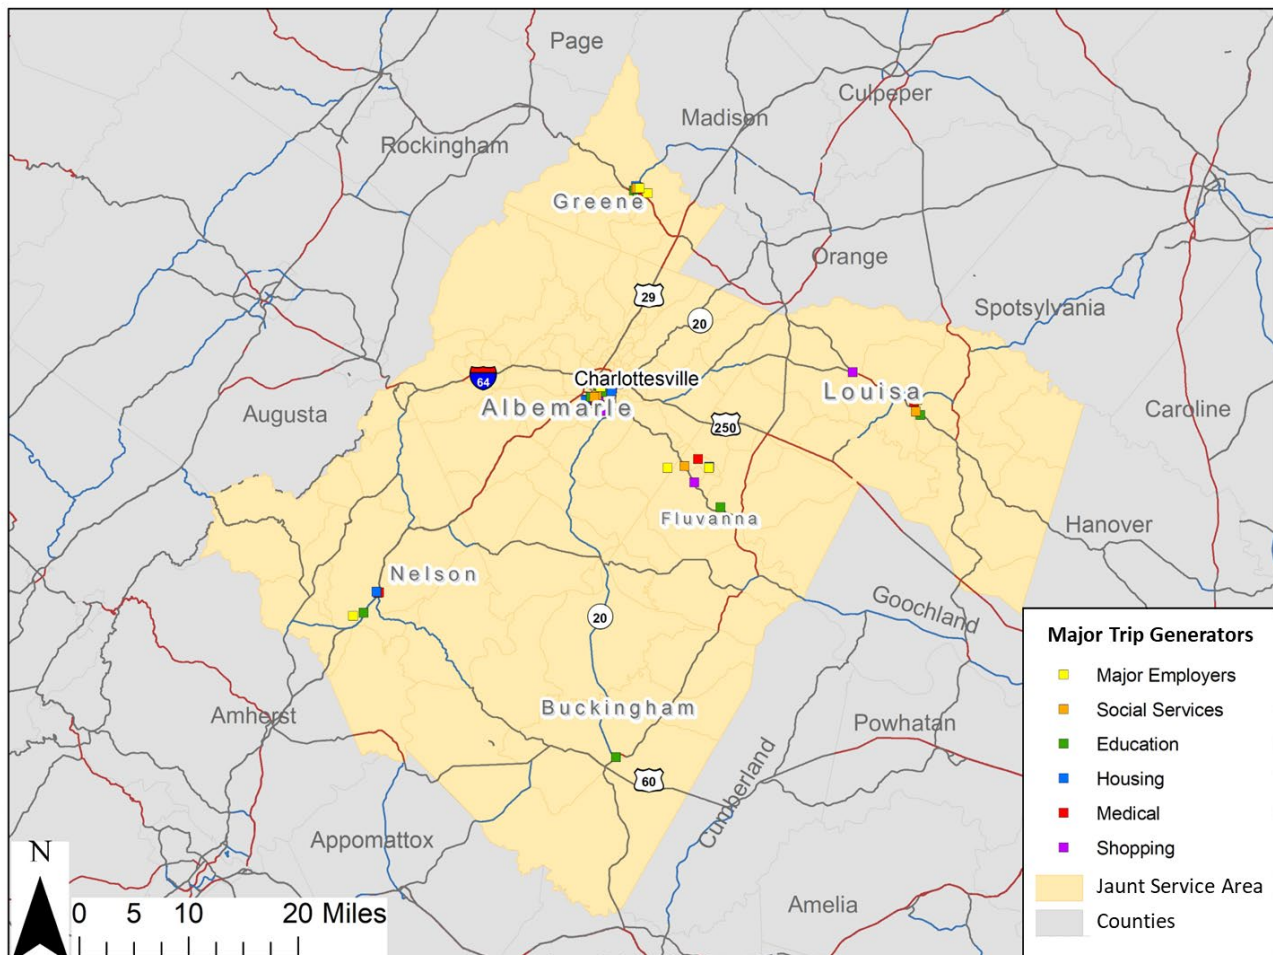 Page
Madison
Culpeper
Rockingham
Greene
Orange
29
Spotsylvania
20
64
Charlottesville
Louisa
Albemarle
Augusta
Caroline
250
Fluvanna
Hanover
Nelson
Goochland
20
Buckingham
Amherst
Powhatan
60
Cumberland
Appomattox
Amelia
Major Trip Generators
Major Employers
Social Services
Education
Housing
Medical
Shopping
Jaunt Service Area
Counties
N
0 5 10 20 Miles